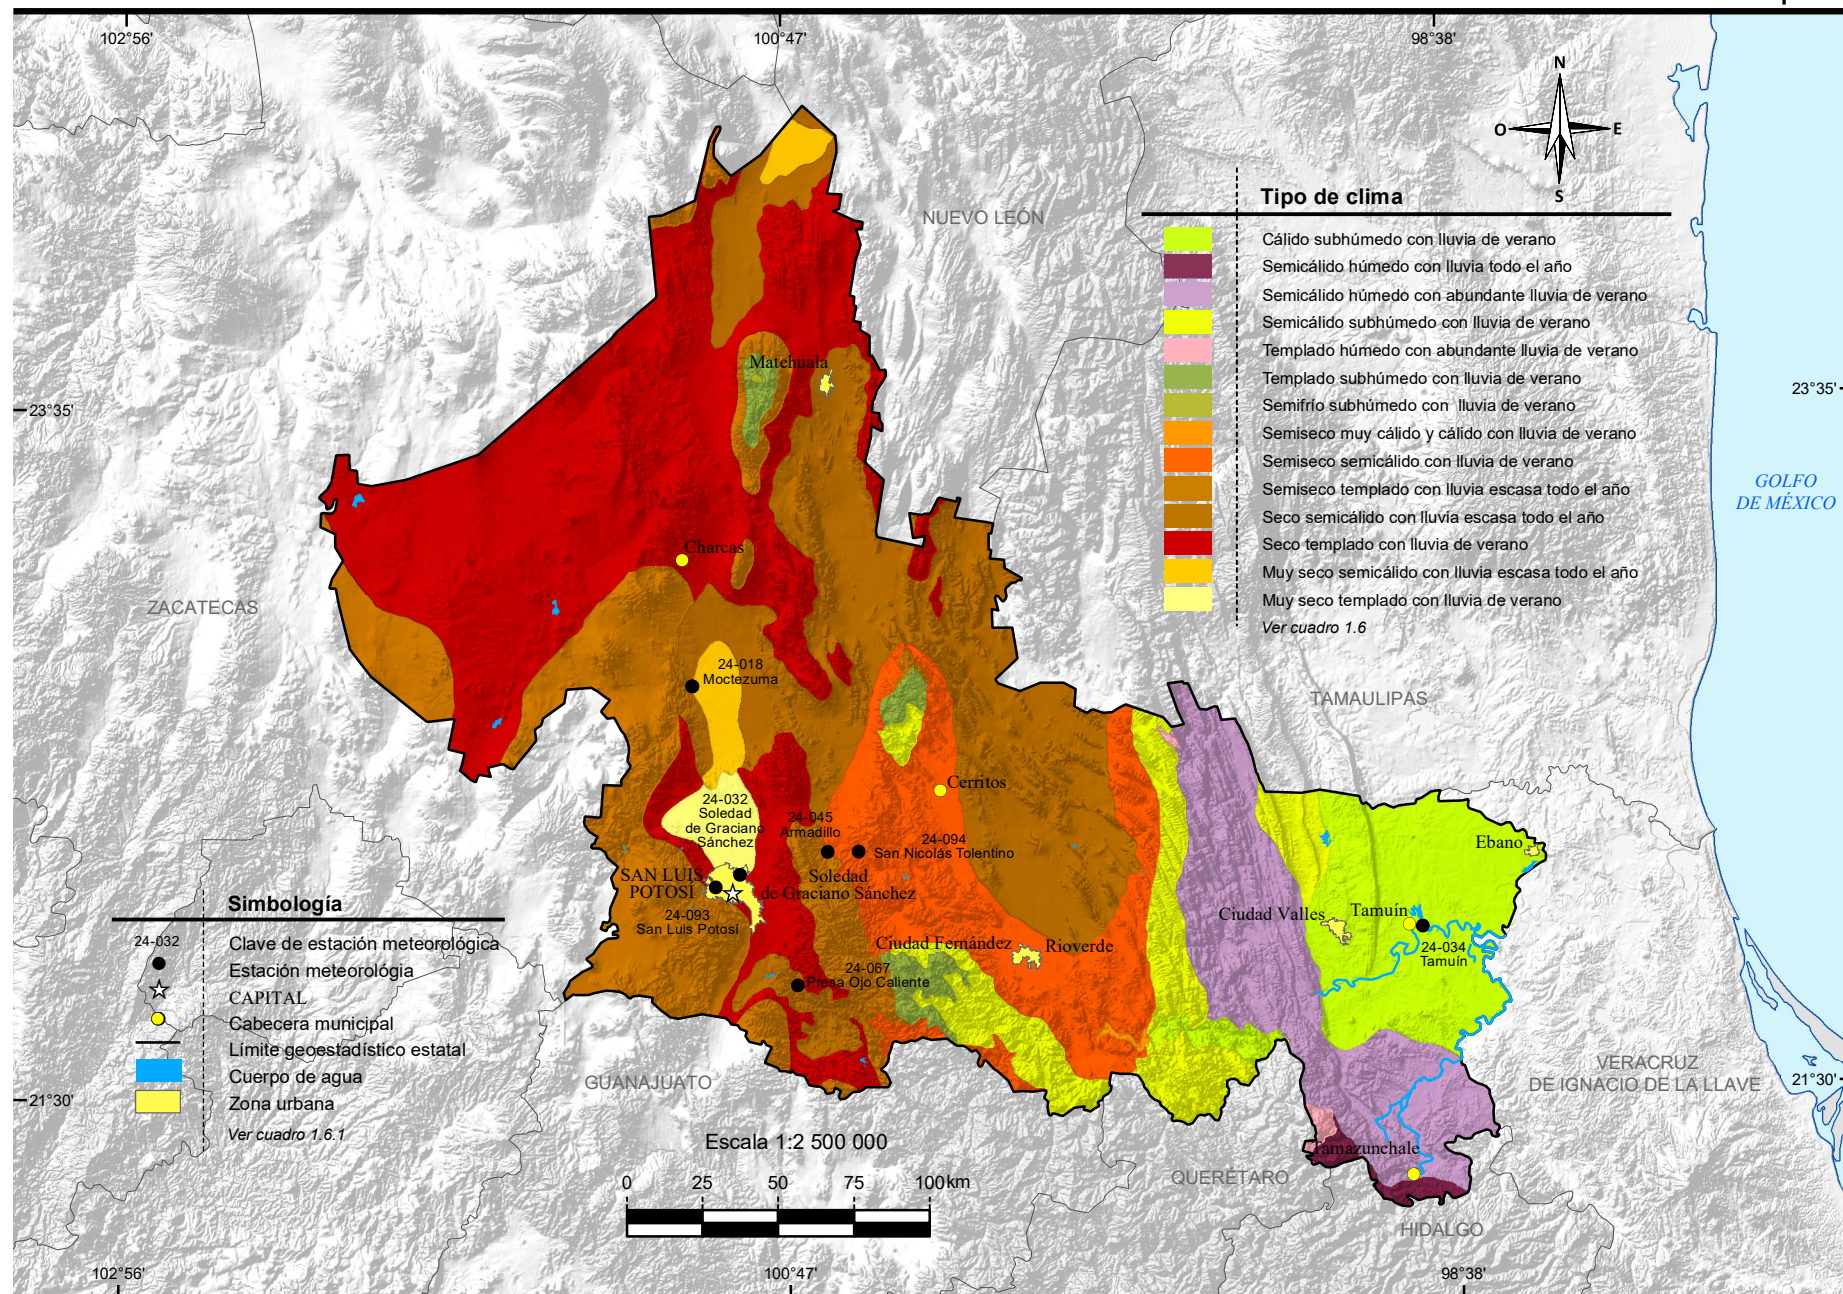 102°56'
100°47'
98°38'
N
O
E
S
NUEVO LEÓN
Tipo de clima
Cálido subhúmedo con lluvia de verano
Semicálido húmedo con lluvia todo el año
Semicálido húmedo con abundante lluvia de verano
Semicálido subhúmedo con lluvia de verano
Templado húmedo con abundante lluvia de verano
Templado subhúmedo con lluvia de verano
Semifrío subhúmedo con lluvia de verano
Semiseco muy cálido y cálido con lluvia de verano
Semiseco semicálido con lluvia de verano
Semiseco templado con lluvia escasa todo el año
Seco semicálido con lluvia escasa todo el año
Seco templado con lluvia de verano
Muy seco semicálido con lluvia escasa todo el año
Muy seco templado con lluvia de verano
Ver cuadro 1.6
Matehuala
23°35'
23°35'
GOLFO
DE MÉXICO
Charcas
ZACATECAS
24-018
Moctezuma
TAMAULIPAS
Cerritos
24-032
Soledad
de Graciano
Sánchez
24-045
Armadillo
24-094
San Nicolás Tolentino
Ebano
SAN LUIS
POTOSÍ
Soledad
de Graciano Sánchez
24-093
San Luis Potosí
Ciudad Valles
Tamuín
24-034
Tamuín
Ciudad Fernández
Rioverde
24-067
Presa Ojo Caliente
Simbología
24-032
Clave de estación meteorológica
Estación meteorológia
CAPITAL
Cabecera municipal
Límite geoestadístico estatal
Cuerpo de agua
Zona urbana
Ver cuadro 1.6.1
GUANAJUATO
VERACRUZ
DE IGNACIO DE LA LLAVE
21°30'
21°30'
Escala 1:2 500 000
0 25 50 75 100km
Tamazunchale
QUERÉTARO
HIDALGO
102°56'
100°47'
98°38'